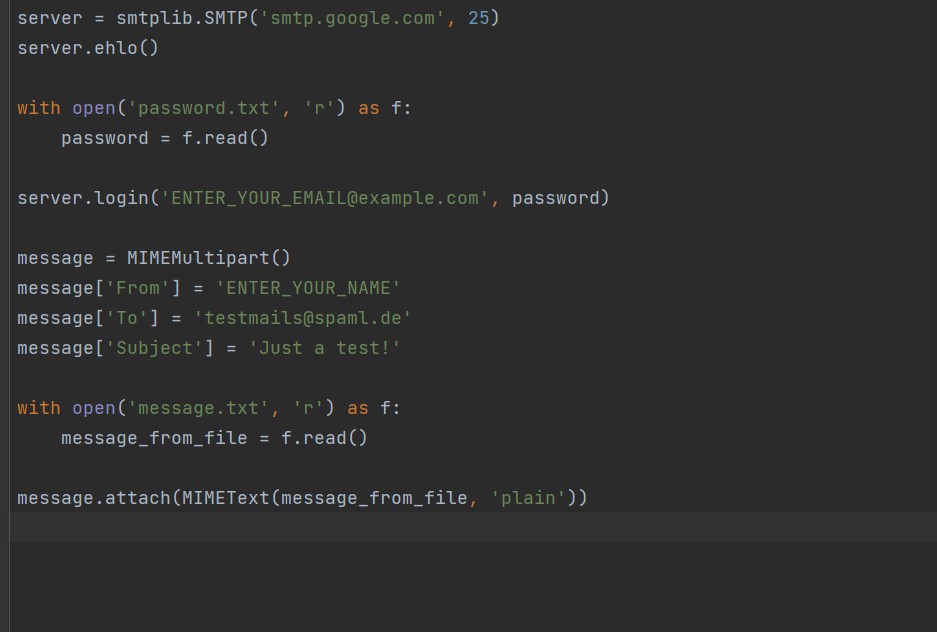 server = smtplib.SMTP('smtp.google.com', 25)
server.ehlo()
with open('password.txt', 'r') as f:
    password = f.read()
server.login('ENTER_YOUR_EMAIL@example.com', password)
message = MIMEMultipart()
message['From'] = 'ENTER_YOUR_NAME'
message['To'] = 'testmails@spaml.de'
message['Subject'] = 'Just a test!'
with open('message.txt', 'r') as f:
    message_from_file = f.read()
message.attach(MIMEText(message_from_file, 'plain'))